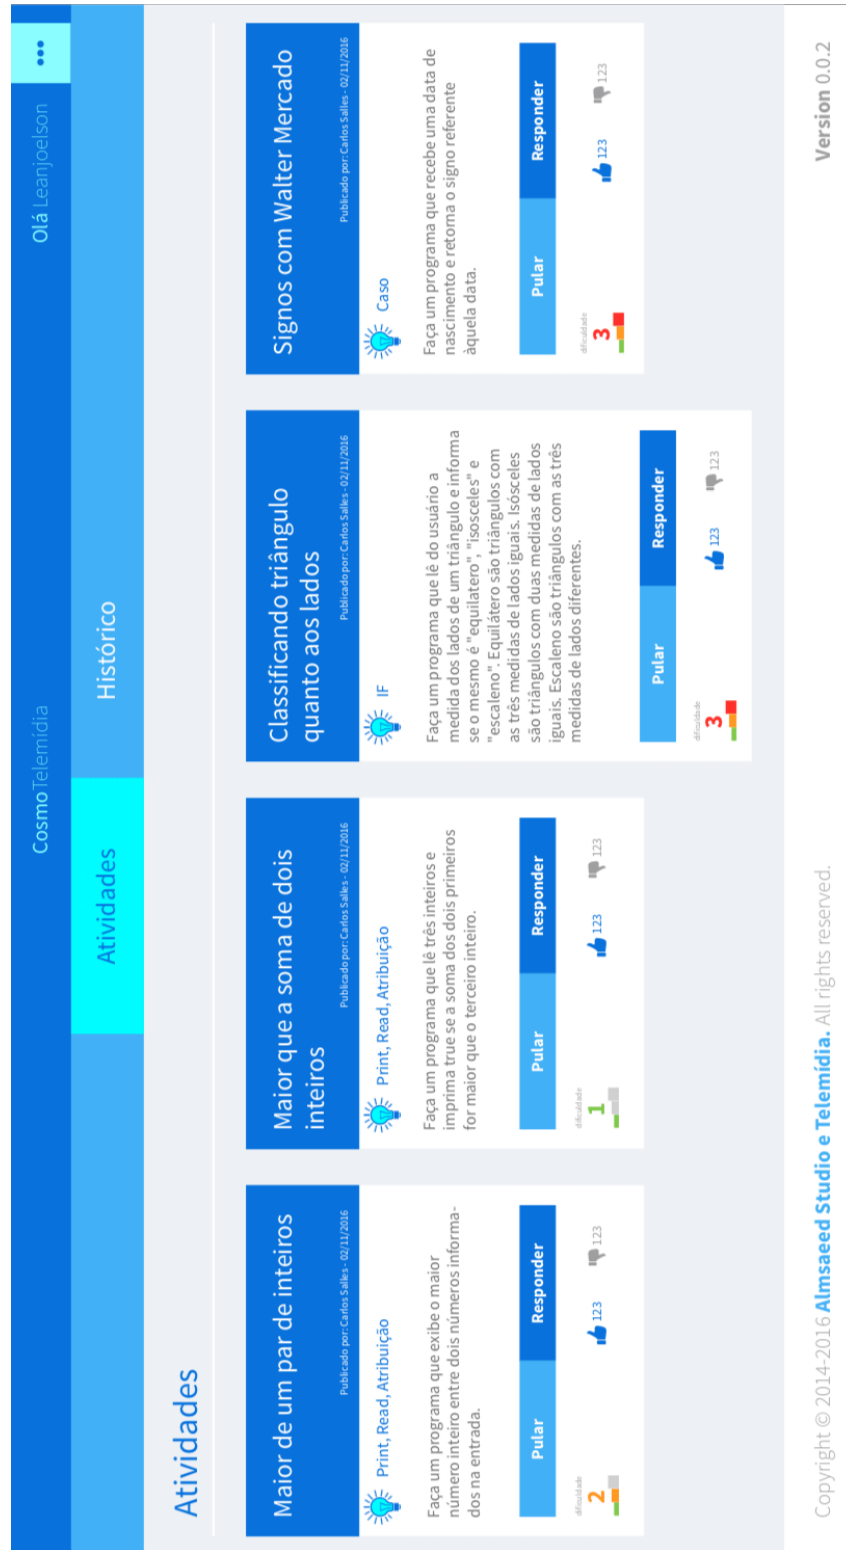 Cosmo Telemídia
Olá Leanjoelson
Atividades
Histórico
Atividades
Maior de um par de inteiros
Publicado por: Carlos Salles - 02/11/2016
Print, Read, Atribuição
Faça um programa que exibe o maior
número inteiro entre dois números informa-
dos na entrada.
Pular
Responder
dificuldade
2
123
123
Maior que a soma de dois
inteiros
Publicado por: Carlos Salles - 02/11/2016
Print, Read, Atribuição
Faça um programa que lê três inteiros e
imprima true se a soma dos dois primeiros
for maior que o terceiro inteiro.
Pular
Responder
dificuldade
1
123
123
Classificando triângulo
quanto aos lados
Publicado por: Carlos Salles - 02/11/2016
IF
Faça um programa que lê do usuário a
medida dos lados de um triângulo e informa
se o mesmo é "equilatero", "isosceles" e
"escaleno". Equilátero são triângulos com
as três medidas de lados iguais. Isósceles
são triângulos com duas medidas de lados
iguais. Escaleno são triângulos com as três
medidas de lados diferentes.
Pular
Responder
dificuldade
3
123
123
Signos com Walter Mercado
Publicado por: Carlos Salles - 02/11/2016
Caso
Faça um programa que recebe uma data de
nascimento e retorna o signo referente
àquela data.
Pular
Responder
dificuldade
3
123
123
Copyright © 2014-2016 Almsaeed Studio e Telemídia. All rights reserved.
Version 0.0.2